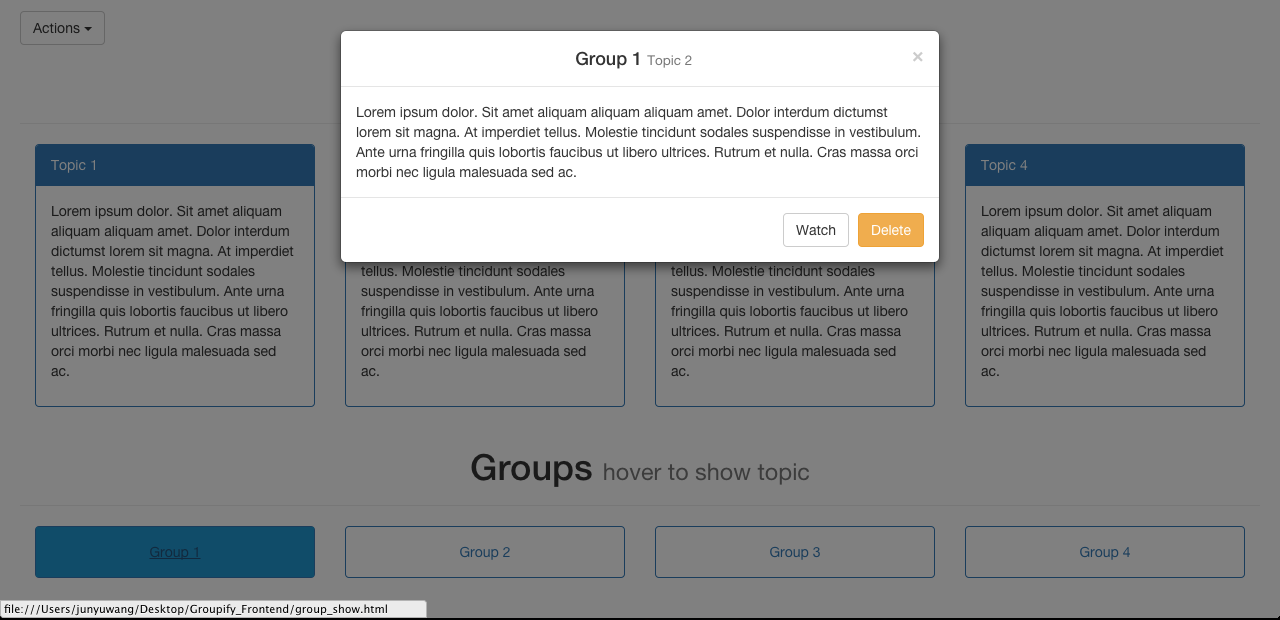 Actions
Group 1 Topic 2
×
Lorem ipsum dolor. Sit amet aliquam aliquam aliquam amet. Dolor interdum dictumst
lorem sit magna. At imperdiet tellus. Molestie tincidunt sodales suspendisse in vestibulum.
Ante urna fringilla quis lobortis faucibus ut libero ultrices. Rutrum et nulla. Cras massa orci
morbi nec ligula malesuada sed ac.
Watch
Delete
Topic 1
Lorem ipsum dolor. Sit amet aliquam
aliquam aliquam amet. Dolor interdum
dictumst lorem sit magna. At imperdiet
tellus. Molestie tincidunt sodales
suspendisse in vestibulum. Ante urna
fringilla quis lobortis faucibus ut libero
ultrices. Rutrum et nulla. Cras massa
orci morbi nec ligula malesuada sed
ac.
tellus. Molestie tincidunt sodales
suspendisse in vestibulum. Ante urna
fringilla quis lobortis faucibus ut libero
ultrices. Rutrum et nulla. Cras massa
orci morbi nec ligula malesuada sed
ac.
tellus. Molestie tincidunt sodales
suspendisse in vestibulum. Ante urna
fringilla quis lobortis faucibus ut libero
ultrices. Rutrum et nulla. Cras massa
orci morbi nec ligula malesuada sed
ac.
Topic 4
Lorem ipsum dolor. Sit amet aliquam
aliquam aliquam amet. Dolor interdum
dictumst lorem sit magna. At imperdiet
tellus. Molestie tincidunt sodales
suspendisse in vestibulum. Ante urna
fringilla quis lobortis faucibus ut libero
ultrices. Rutrum et nulla. Cras massa
orci morbi nec ligula malesuada sed
ac.
Groups hover to show topic
Group 1
Group 2
Group 3
Group 4
file:///Users/junyuwang/Desktop/Groupify_Frontend/group_show.html